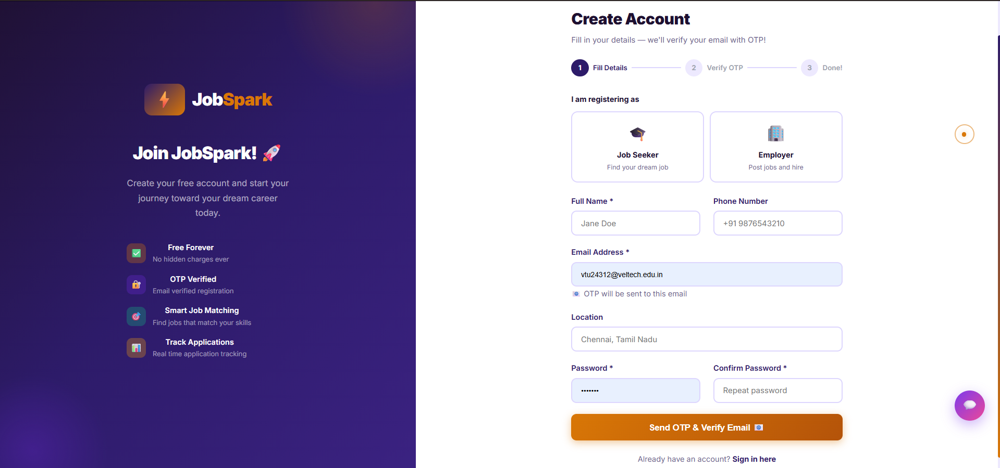 JobSpark
Join JobSpark! 🚀
Create your free account and start your
journey toward your dream career
today.
Free Forever
No hidden charges ever
OTP Verified
Email verified registration
Smart Job Matching
Find jobs that match your skills
Track Applications
Real time application tracking
Create Account
Fill in your details — we'll verify your email with OTP!
1 Fill Details 2 Verify OTP 3 Done!
I am registering as
Job Seeker
Find your dream job
Employer
Post jobs and hire
Full Name * Phone Number
Jane Doe +91 9876543210
Email Address *
vtu24312@veltech.edu.in
OTP will be sent to this email
Location
Chennai, Tamil Nadu
Password * Confirm Password *
••••••• Repeat password
Send OTP & Verify Email
Already have an account? Sign in here